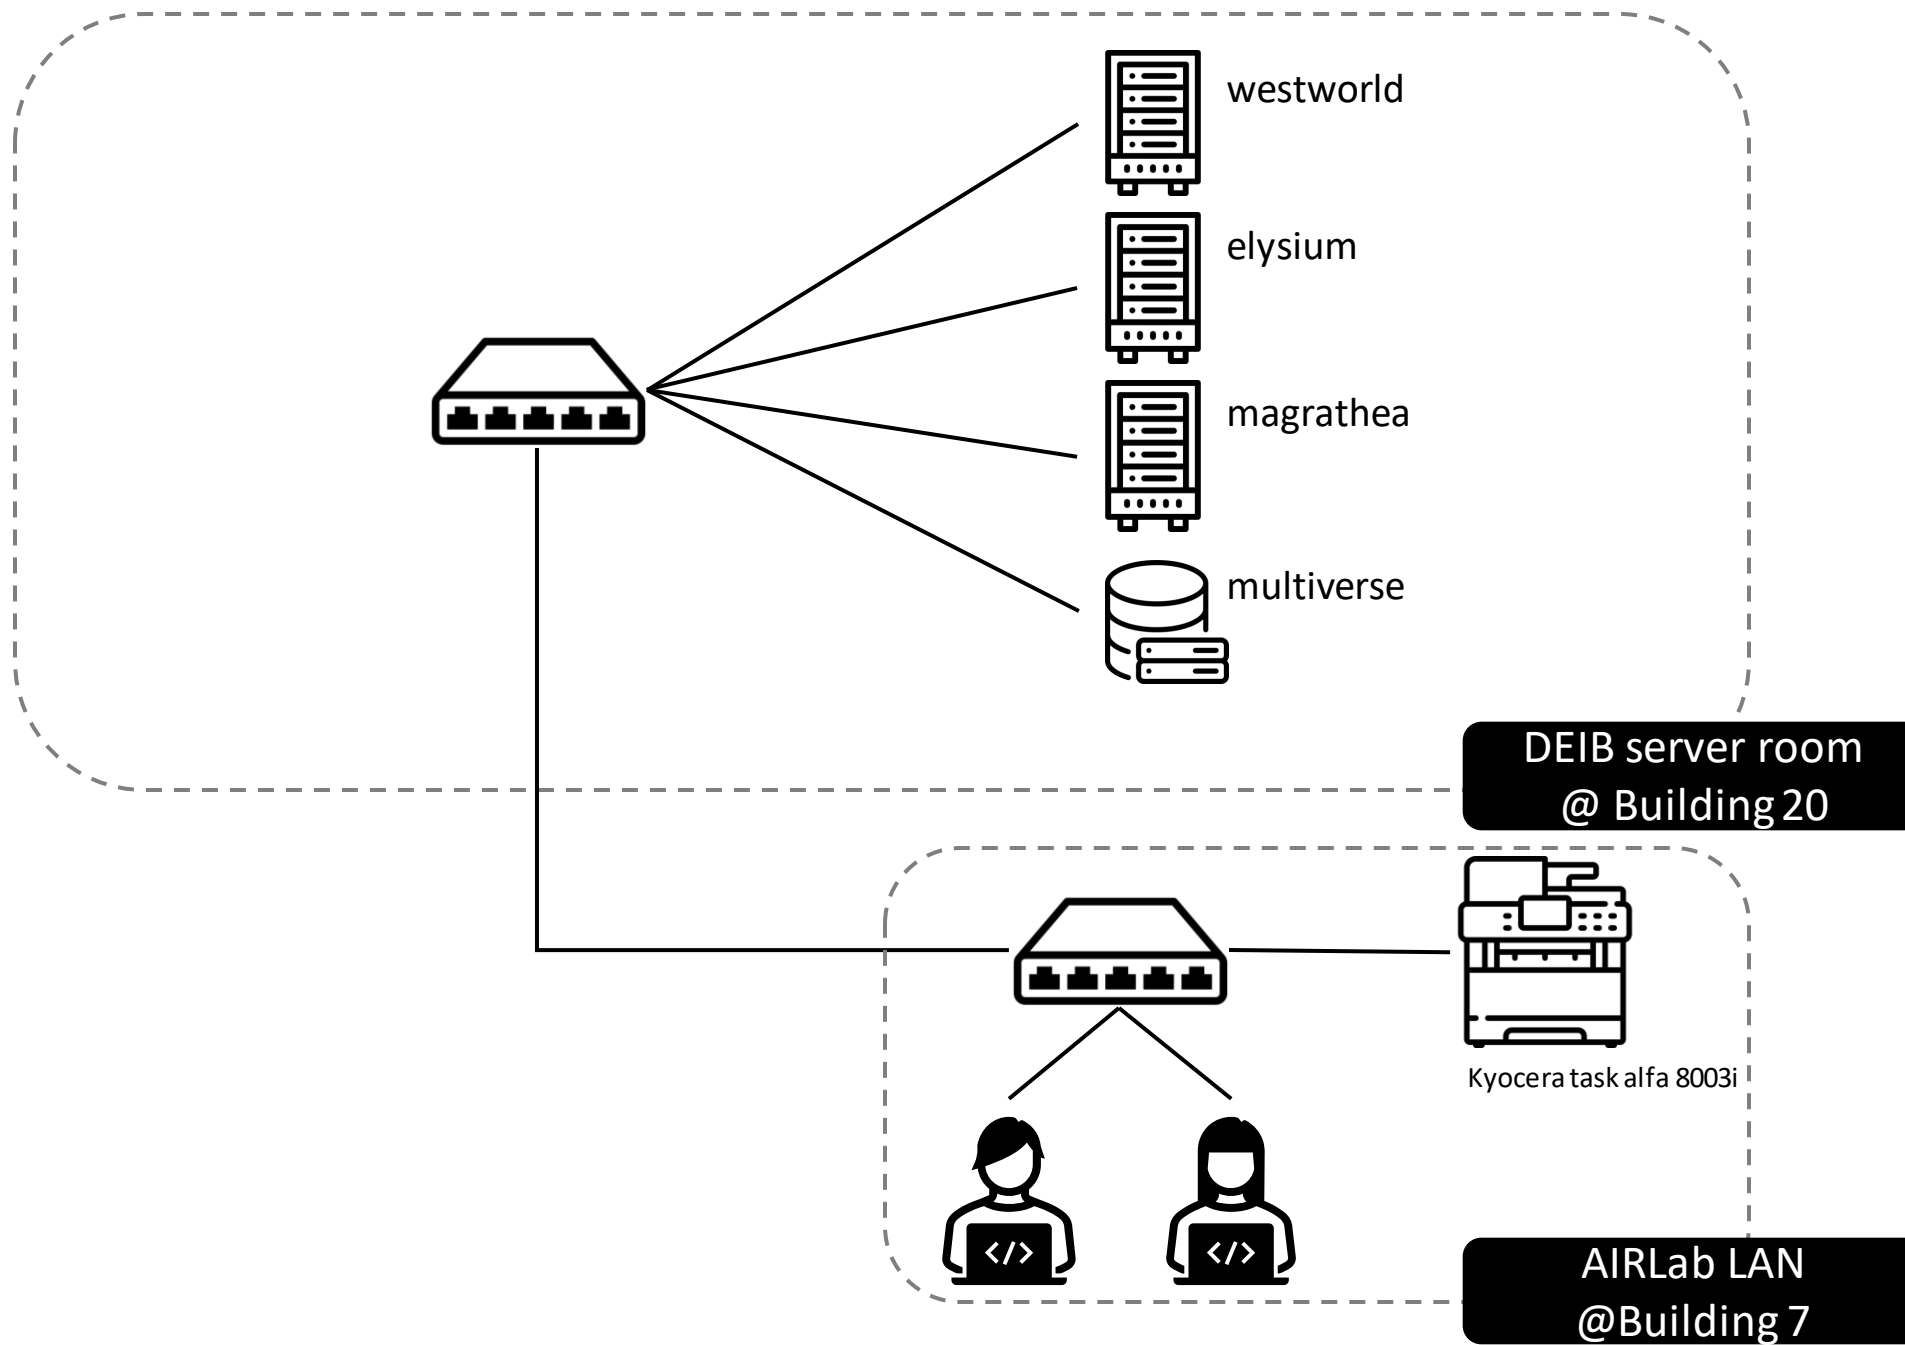 westworld
elysium
magrathea
multiverse
DEIB server room
@ Building 20
Kyocera task alfa 8003i
</>
</>
AIRLab LAN
@Building 7